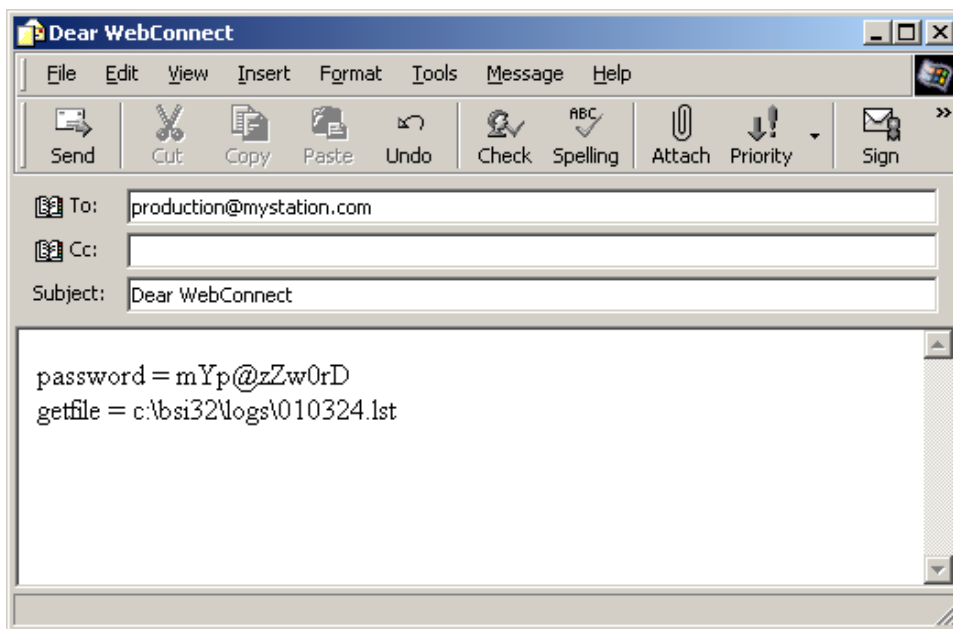 Dear WebConnect
File Edit View Insert Format Tools Message Help
Send Cut Copy Paste Undo Check ABC Spelling Attach Priority Sign »
To: production@mystation.com
Cc:
Subject: Dear WebConnect
password = mYp@zZw0rD
getfile = c:\bsi32\logs\010324.lst